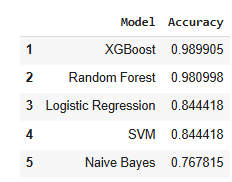 Model Accuracy
1 XGBoost 0.989905
2 Random Forest 0.980998
3 Logistic Regression 0.844418
4 SVM 0.844418
5 Naive Bayes 0.767815